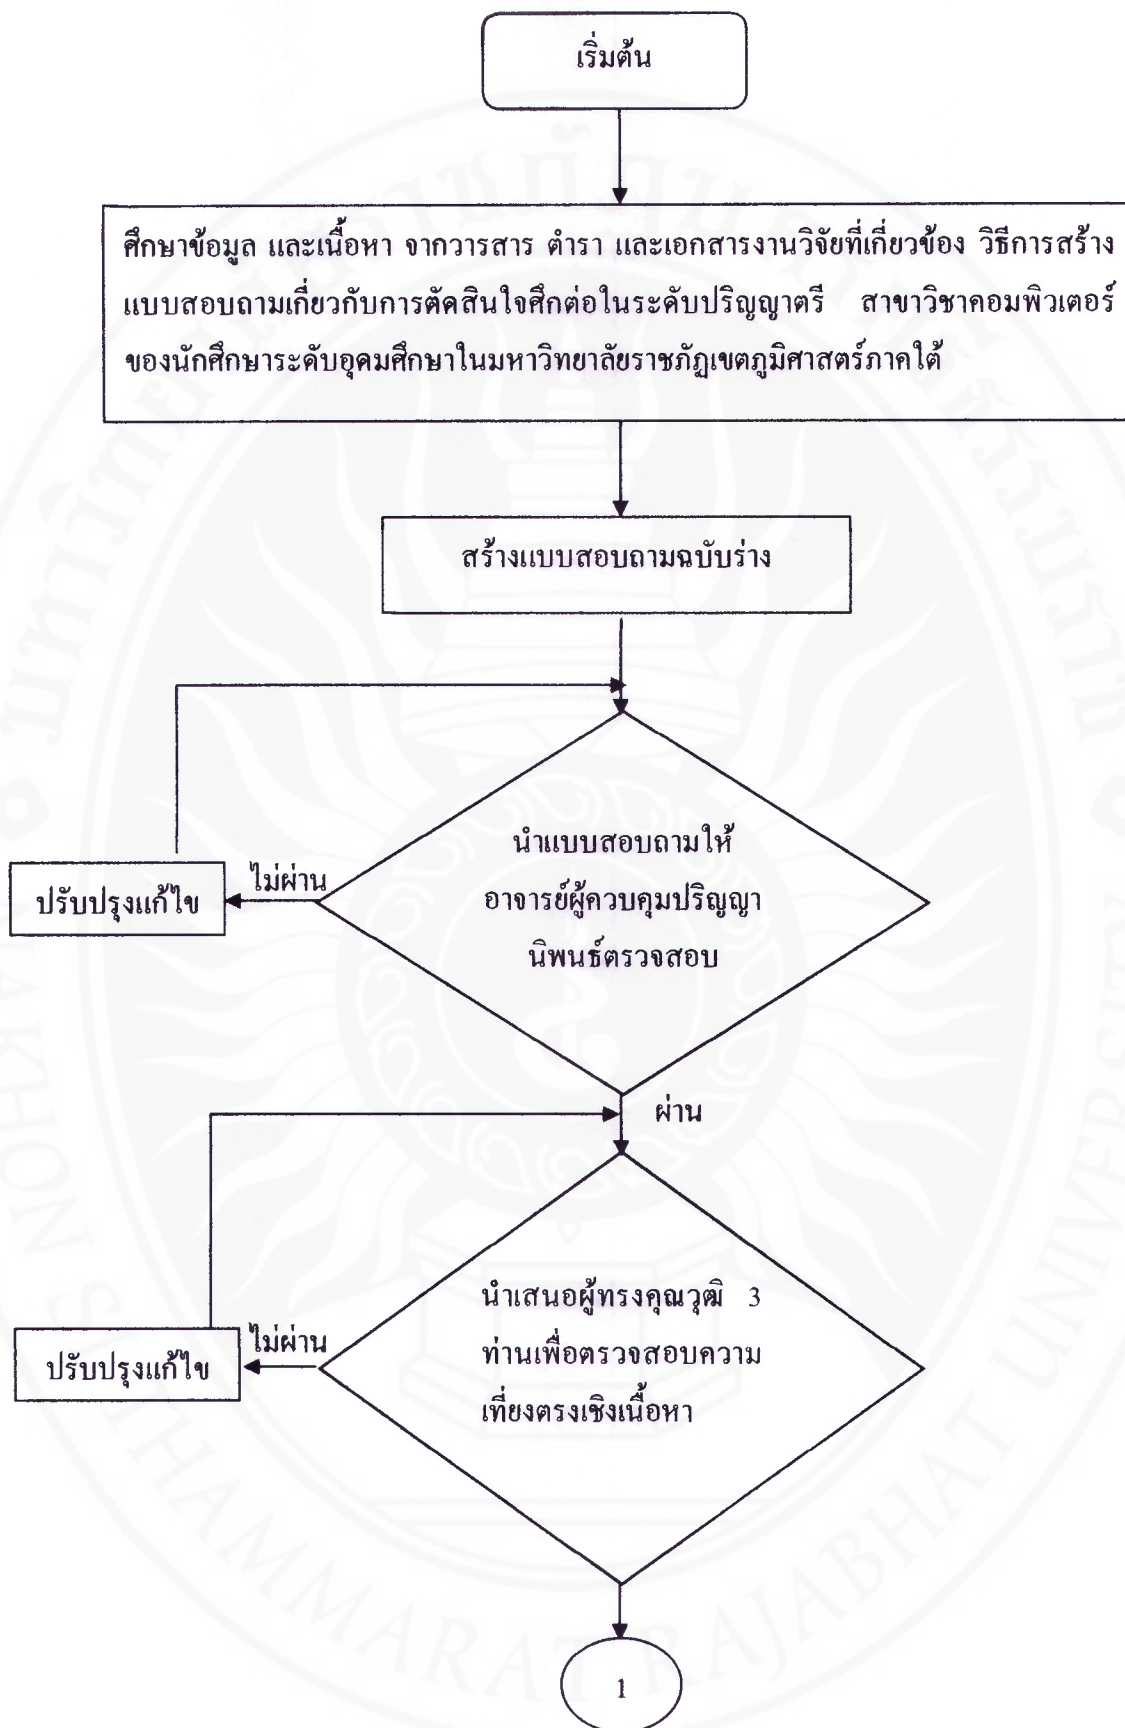 เริ่มต้น
ศึกษาข้อมูล และเนื้อหา จากวารสาร ตำรา และเอกสารงานวิจัยที่เกี่ยวข้อง วิธีการสร้าง
แบบสอบถามเกี่ยวกับการตัดสินใจศึกต่อในระดับปริญญาตรี สาขาวิชาคอมพิวเตอร์
ของนักศึกษาระดับอุดมศึกษาในมหาวิทยาลัยราชภัฏเขตภูมิศาสตร์ภาคใต้
สร้างแบบสอบถามฉบับร่าง
นำแบบสอบถามให้
อาจารย์ผู้ควบคุมปริญญา
นิพนธ์ตรวจสอบ
ไม่ผ่าน
ปรับปรุงแก้ไข
ผ่าน
นำเสนอผู้ทรงคุณวุฒิ 3
ท่านเพื่อตรวจสอบความ
เที่ยงตรงเชิงเนื้อหา
ไม่ผ่าน
ปรับปรุงแก้ไข
1